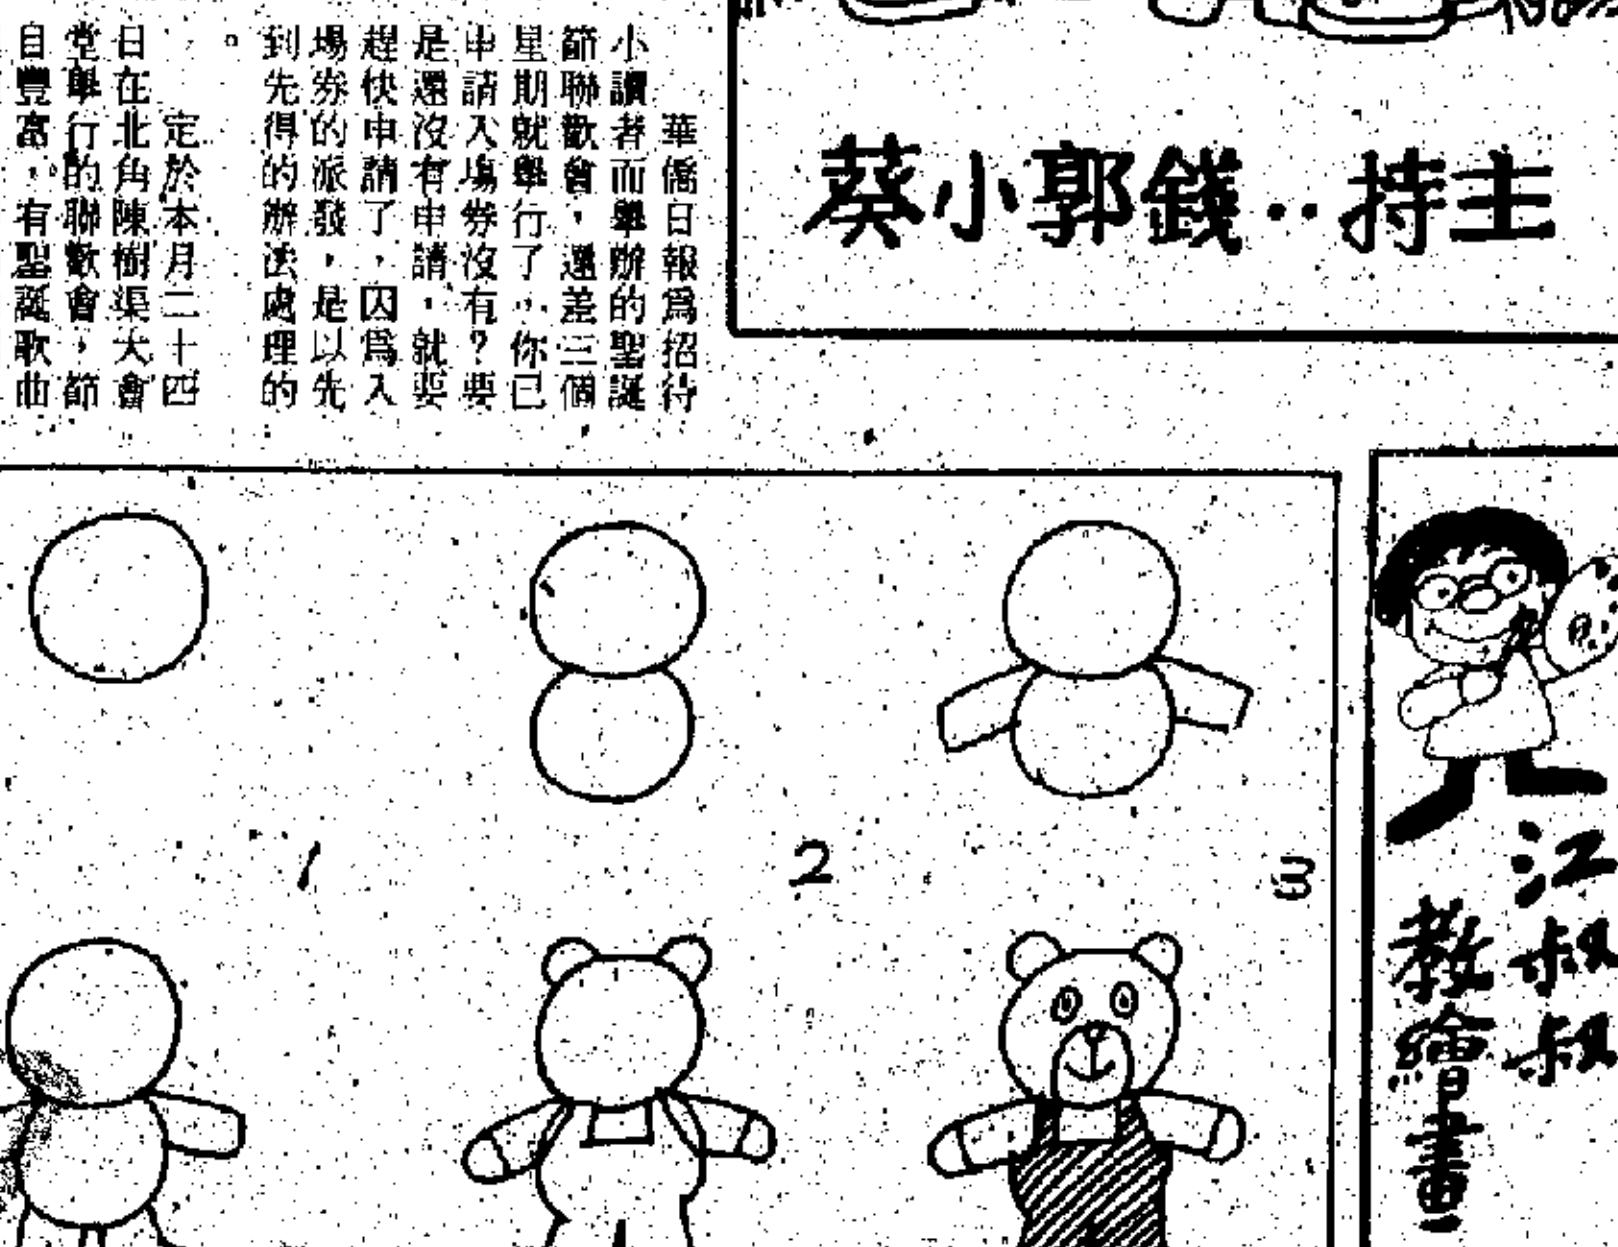 主持：錢郭小葵
華僑日報爲招待
小讀者而舉辦的聖誕
節聯歡會，還差三個
星期就舉行了，你已
申請入場券沒有？要
是還沒有申請，就要
趕快申請了，因爲入
場券的派發，是以先
到先得的辦法處理的
。
定於本月二十四
日在北角陳樹渠大會
堂舉行的聯歡會，節
自豐富，有聖誕歌曲
1
2
3
江叔叔
教繪畫